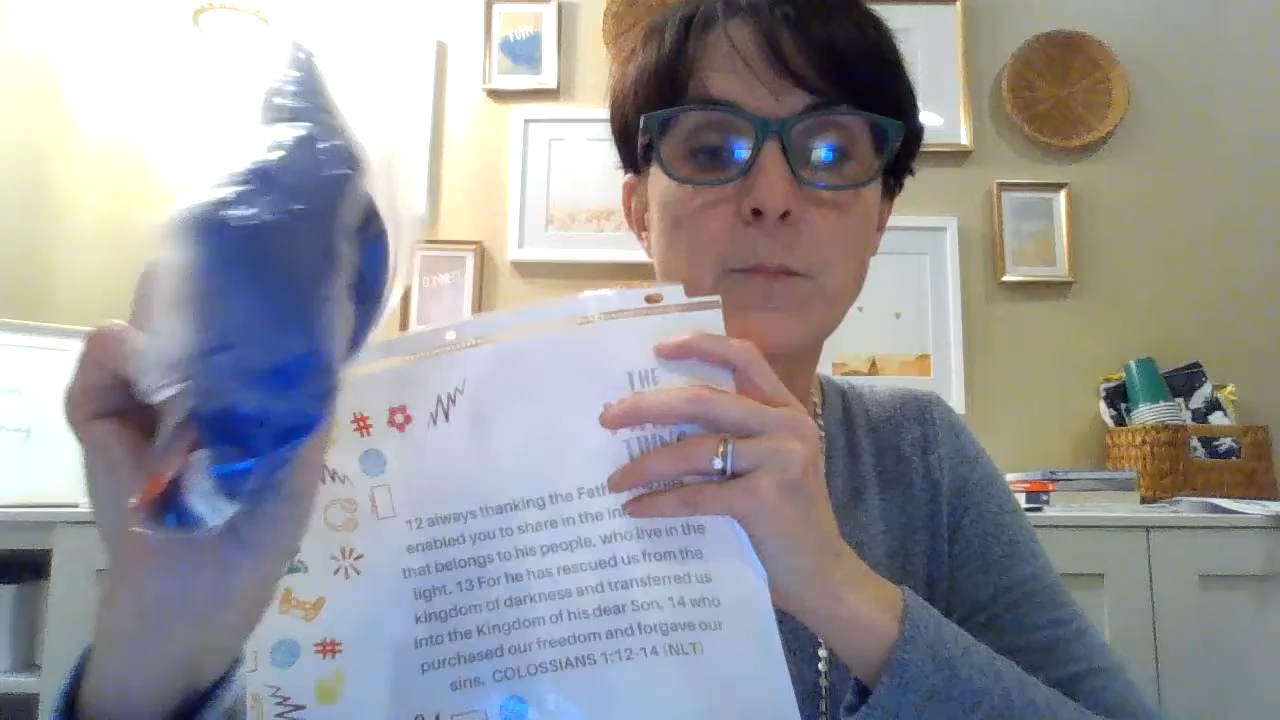 THE
THING
12 always thanking the Fath
enabled you to share in the in
that belongs to his people, who live in the
light. 13 For he has rescued us from the
kingdom of darkness and transferred us
into the Kingdom of his dear Son, 14 who
purchased our freedom and forgave our
sins. COLOSSIANS 1:12-14 (NLT)